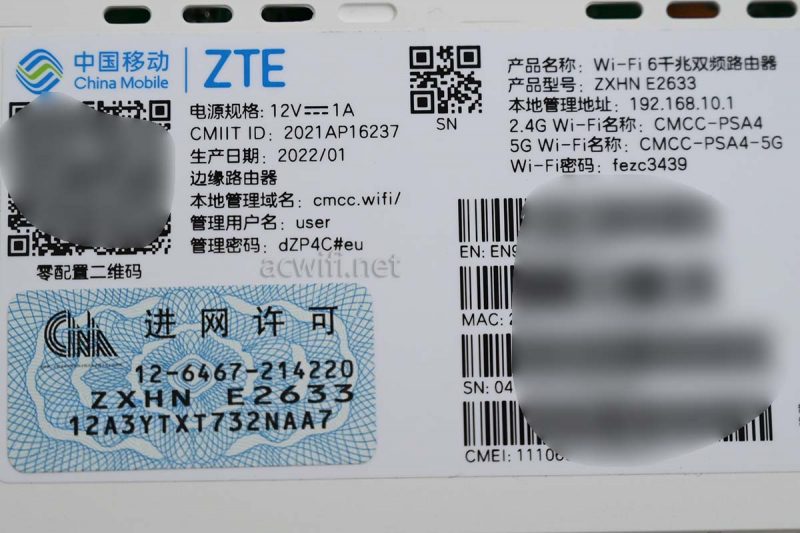 中国移动
China Mobile
ZTE
电源规格: 12V⎓1A
CMIIT ID: 2021AP16237
生产日期: 2022/01
边缘路由器
本地管理域名: cmcc.wifi/
管理用户名: user
管理密码: dZP4C#eu
零配置二维码
SN
产品名称: Wi-Fi 6千兆双频路由器
产品型号: ZXHN E2633
本地管理地址: 192.168.10.1
2.4G Wi-Fi名称: CMCC-PSA4
5G Wi-Fi名称: CMCC-PSA4-5G
Wi-Fi密码: fezc3439
EN:
MAC:
SN: 04
CMEI: 11106
acwifi.net
CNA
进网许可
12-6467-214220
ZXHN E2633
12A3YTXT732NAA7